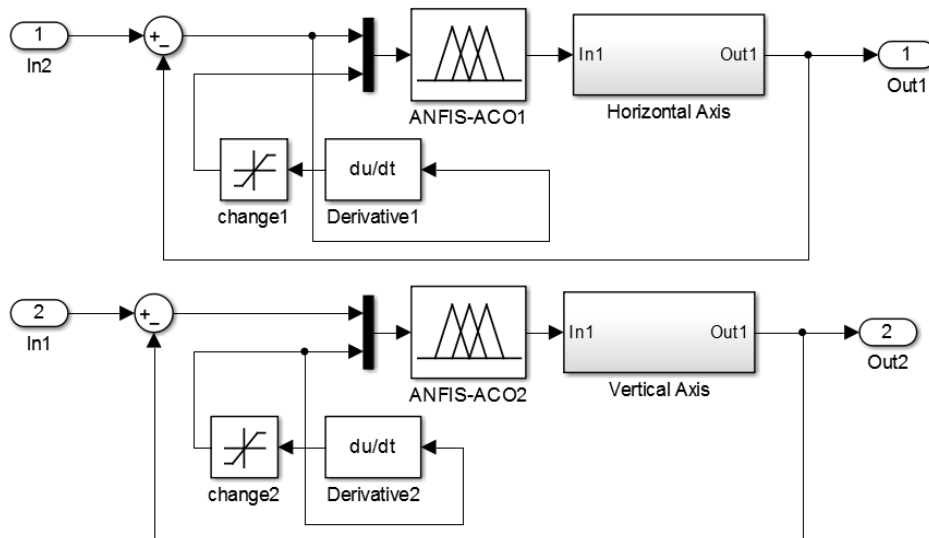 1
In2
+
−
ANFIS-ACO1
In1
Out1
Horizontal Axis
1
Out1
change1
du/dt
Derivative1
2
In1
+
−
ANFIS-ACO2
In1
Out1
Vertical Axis
2
Out2
change2
du/dt
Derivative2